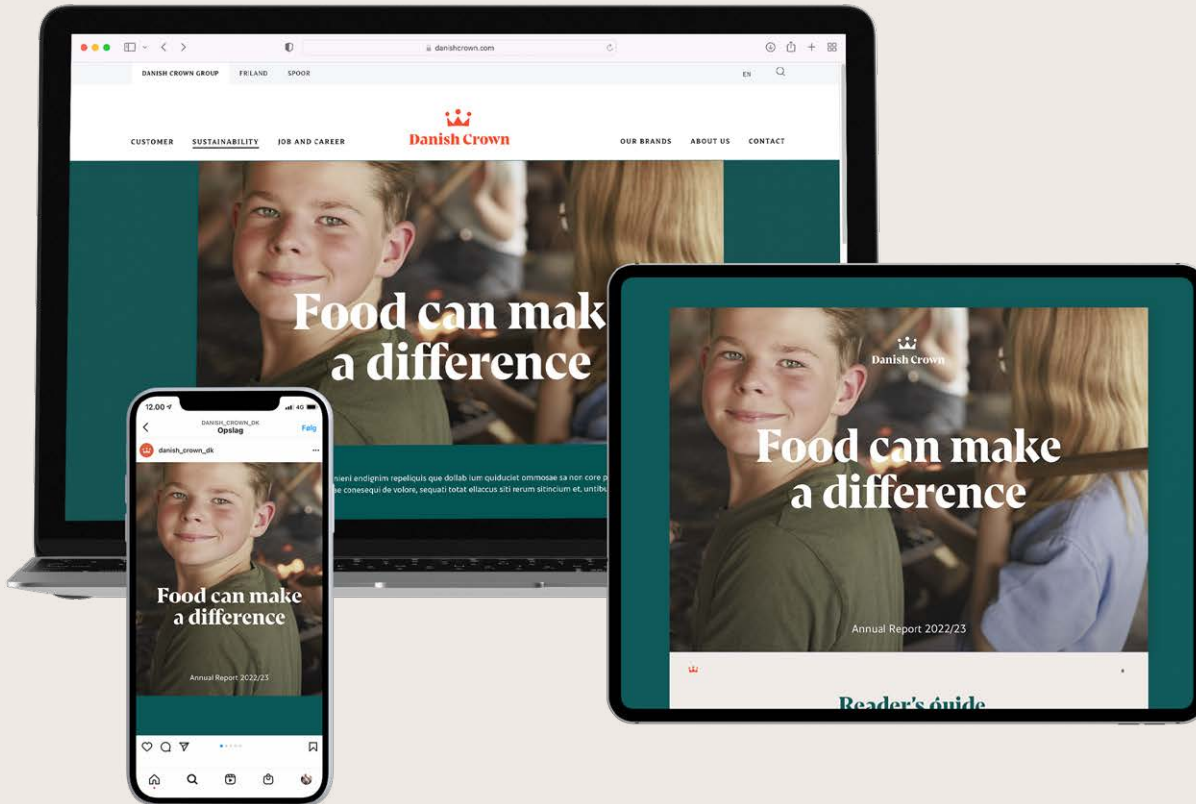 danishcrown.com
DANISH CROWN GROUP FRILAND SPOOR EN
Danish Crown
CUSTOMER SUSTAINABILITY JOB AND CAREER OUR BRANDS ABOUT US CONTACT
Food can mak
a difference
nieni endignim repeliquis que dollab ium quiduciet ommosae sa non core p
e consequi de volore, sequati totat ellaccus siti rerum sitincium et, untibu
12.00 4G
DANISH_CROWN_DK
Opslag Følg
danish_crown_dk
Food can make
a difference
Annual Report 2022/23
Danish Crown
Food can make
a difference
Annual Report 2022/23
Reader's guide